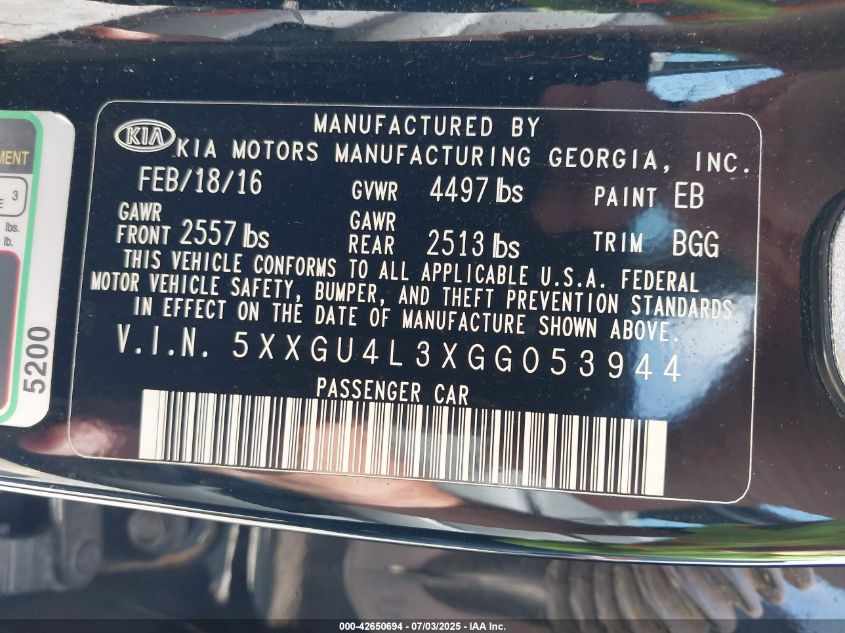 MANUFACTURED BY
KIA KIA MOTORS MANUFACTURING GEORGIA, INC.
FEB/18/16 GVWR 4497 lbs PAINT EB
GAWR FRONT 2557 lbs GAWR REAR 2513 lbs TRIM BGG
THIS VEHICLE CONFORMS TO ALL APPLICABLE U.S.A. FEDERAL
MOTOR VEHICLE SAFETY, BUMPER, AND THEFT PREVENTION STANDARDS
IN EFFECT ON THE DATE OF MANUFACTURE SHOWN ABOVE.
V.I.N. 5XXGU4L3XGG053944
PASSENGER CAR
3
lbs.
lb.
5200
000-42650694 - 07/03/2025 - IAA Inc.